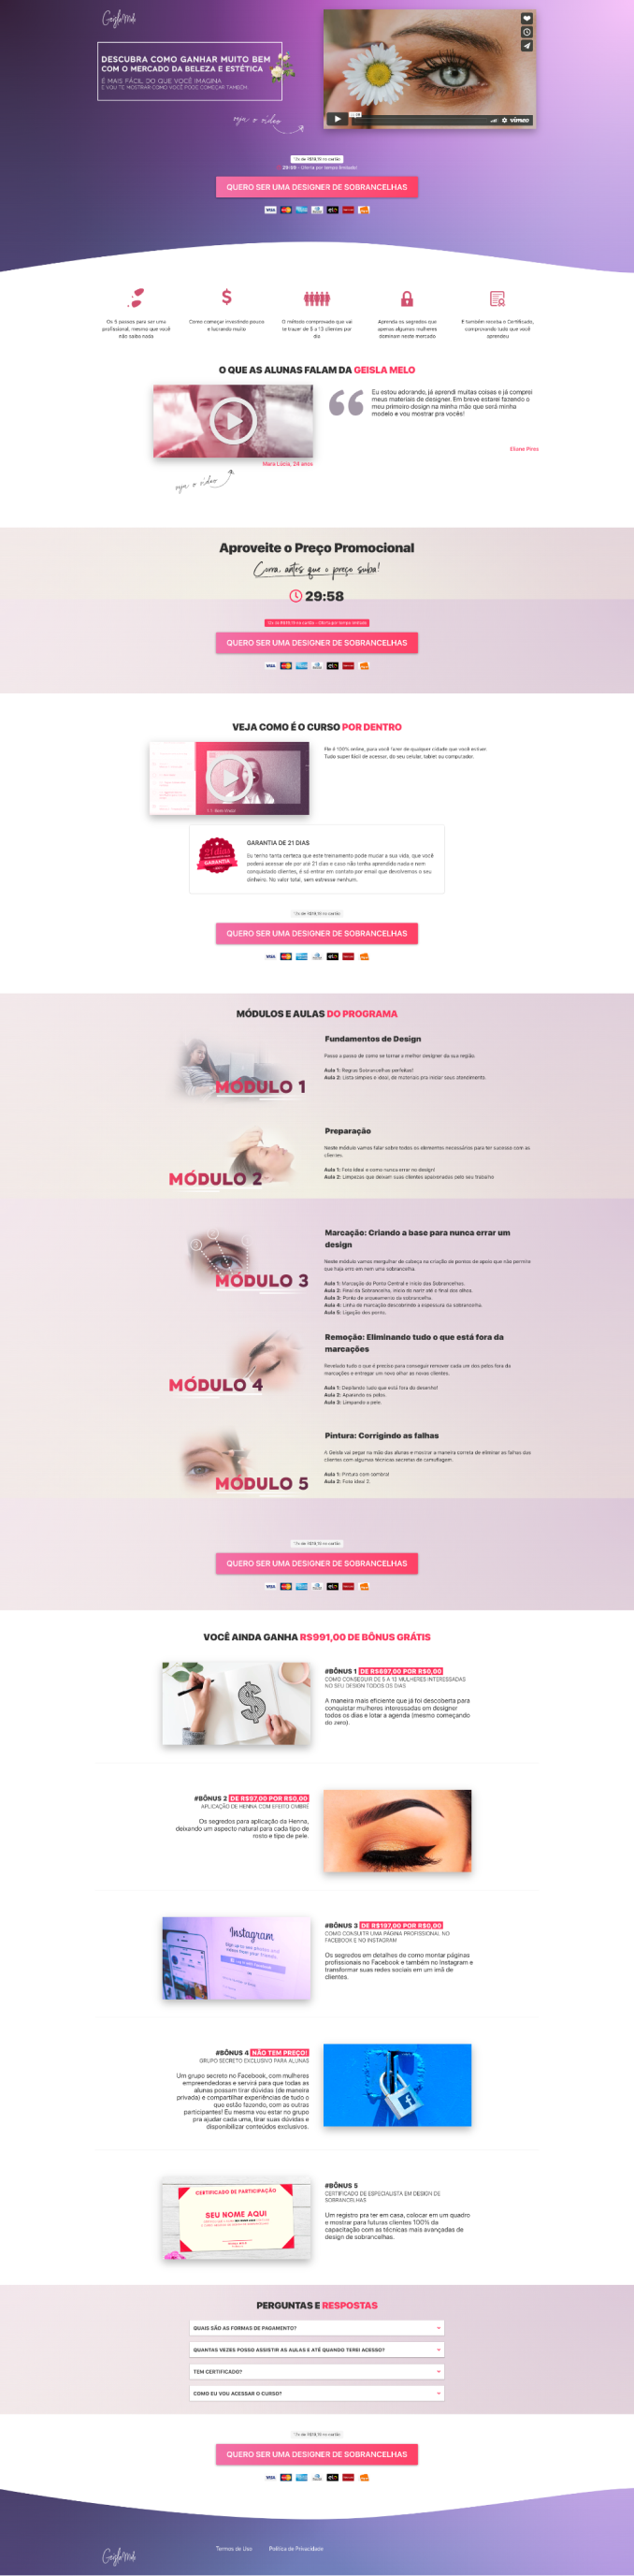 DESCUBRA COMO GANHAR MUITO BEM
COM O MERCADO DA BELEZA E ESTÉTICA
É MAIS FÁCIL DO QUE VOCÊ IMAGINA
E VOU TE MOSTRAR COMO VOCÊ PODE COMEÇAR TAMBÉM
veja o vídeo
vimeo
29:59 - Oferta por tempo limitado
QUERO SER UMA DESIGNER DE SOBRANCELHAS
Os 5 passos para ser uma
profissional, mesmo que você
não saiba nada
Como começar investindo pouco
e lucrando muito
O método comprovado que vai
te trazer de 5 a 13 clientes por
dia
Aprenda os segredos que
apenas algumas mulheres
dominam neste mercado
E também receba o Certificado,
comprovando tudo que você
aprendeu
O QUE AS ALUNAS FALAM DA GEISLA MELO
Eu estou adorando, já aprendi muitas coisas e já comprei
meus materiais de designer. Em breve estarei fazendo o
meu primeiro design na minha mãe que será minha
modelo e vou mostrar pra vocês!
Eliane Pires
Mara Lúcia, 24 anos
veja o vídeo
Aproveite o Preço Promocional
Corra, antes que o preço suba!
29:58
QUERO SER UMA DESIGNER DE SOBRANCELHAS
VEJA COMO É O CURSO POR DENTRO
Ele é 100% online, para você fazer de qualquer cidade que você estiver.
Tudo super fácil de acessar, do seu celular, tablet ou computador.
21 dias
GARANTIA
GARANTIA DE 21 DIAS
Eu tenho tanta certeza que este treinamento pode mudar a sua vida, que você
poderá acessar ele por até 21 dias e caso não tenha aprendido nada e nem
conquistado clientes, é só entrar em contato por email que devolvemos o seu
dinheiro. No valor total, sem estresse nenhum.
QUERO SER UMA DESIGNER DE SOBRANCELHAS
MÓDULOS E AULAS DO PROGRAMA
MÓDULO 1
Fundamentos de Design
Passo a passo de como se tornar a melhor designer da sua região.
Aula 1: Regras Sobrancelhas perfeitas!
Aula 2: Lista simples e ideal, de materiais pra iniciar seus atendimento.
MÓDULO 2
Preparação
Neste módulo vamos falar sobre todos os elementos necessários para ter sucesso com as
clientes.
Aula 1: Foto ideal e como nunca errar no design!
Aula 2: Limpezas que deixam suas clientes apaixonadas pelo seu trabalho
MÓDULO 3
Marcação: Criando a base para nunca errar um
design
Neste módulo vamos mergulhar de cabeça na criação de pontos de apoio que não permite
que haja erro em nem uma sobrancelha.
Aula 1: Marcação do Ponto Central e início das Sobrancelhas.
Aula 2: Final da Sobrancelha, início do nariz até o final dos olhos.
Aula 3: Ponto de arqueamento da sobrancelha.
Aula 4: Linha de marcação descobrindo a espessura da sobrancelha.
Aula 5: Ligação dos ponto.
MÓDULO 4
Remoção: Eliminando tudo o que está fora da
marcações
Revelado tudo o que é preciso para conseguir remover cada um dos pelos fora da
marcações e entregar um novo olhar as novas clientes.
Aula 1: Depilando tudo que está fora do desenho!
Aula 2: Aparando os pelos.
Aula 3: Limpando a pele.
MÓDULO 5
Pintura: Corrigindo as falhas
A Geisla vai pegar na mão das alunas e mostrar a maneira correta de eliminar as falhas das
clientes com algumas técnicas secretas de camuflagem.
Aula 1: Pintura com sombra!
Aula 2: Foto ideal 2.
QUERO SER UMA DESIGNER DE SOBRANCELHAS
VOCÊ AINDA GANHA R$991,00 DE BÔNUS GRÁTIS
#BÔNUS 1 DE R$697,00 POR R$0,00
COMO CONSEGUIR DE 5 A 13 MULHERES INTERESSADAS
NO SEU DESIGN TODOS OS DIAS
A maneira mais eficiente que já foi descoberta para
conquistar mulheres interessadas em designer
todos os dias e lotar a agenda (mesmo começando
do zero).
#BÔNUS 2 DE R$97,00 POR R$0,00
APLICAÇÃO DE HENNA COM EFEITO OMBRE
Os segredos para aplicação da Henna,
deixando um aspecto natural para cada tipo de
rosto e tipo de pele.
Instagram
#BÔNUS 3 DE R$197,00 POR R$0,00
COMO CONSUITR UMA PÁGINA PROFISSIONAL NO
FACEBOOK E NO INSTAGRAM
Os segredos em detalhes de como montar páginas
profissionais no Facebook e também no Instagram e
transformar suas redes sociais em um imã de
clientes.
#BÔNUS 4 NÃO TEM PREÇO!
GRUPO SECRETO EXCLUSIVO PARA ALUNAS
Um grupo secreto no Facebook, com mulheres
empreendedoras e servirá para que todas as
alunas possam tirar dúvidas (de maneira
privada) e compartilhar experiências de tudo o
que estão fazendo, com as outras
participantes! Eu mesma vou estar no grupo
pra ajudar cada uma, tirar suas dúvidas e
disponibilizar conteúdos exclusivos.
CERTIFICADO DE PARTICIPAÇÃO
SEU NOME AQUI
#BÔNUS 5
CERTIFICADO DE ESPECIALISTA EM DESIGN DE
SOBRANCELHAS
Um registro pra ter em casa, colocar em um quadro
e mostrar para futuras clientes 100% da
capacitação com as técnicas mais avançadas de
design de sobrancelhas.
PERGUNTAS E RESPOSTAS
QUAIS SÃO AS FORMAS DE PAGAMENTO?
QUANTAS VEZES POSSO ASSISTIR AS AULAS E ATÉ QUANDO TEREI ACESSO?
TEM CERTIFICADO?
COMO EU VOU ACESSAR O CURSO?
QUERO SER UMA DESIGNER DE SOBRANCELHAS
Termos de Uso
Política de Privacidade